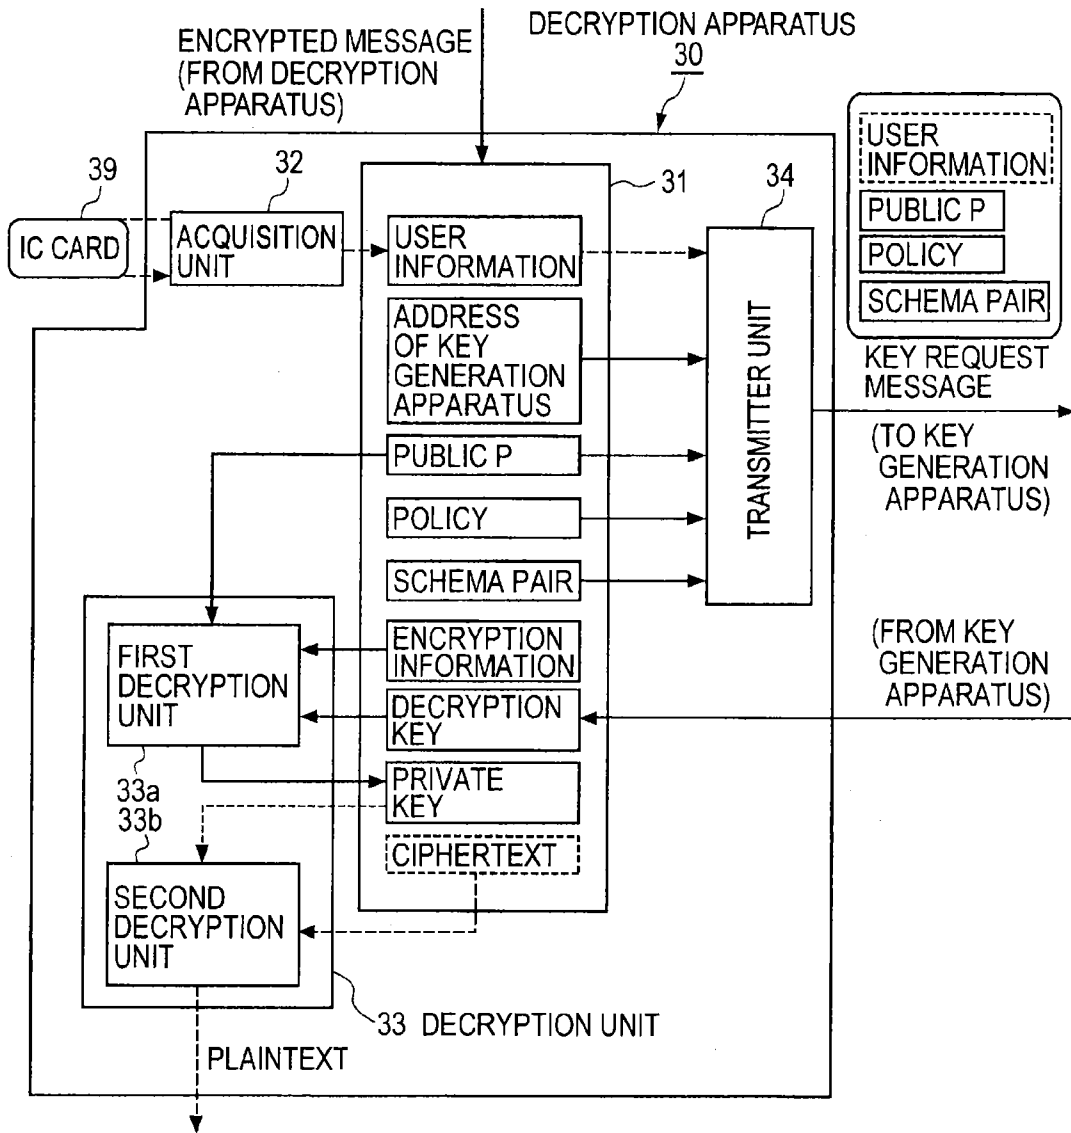 ENCRYPTED MESSAGE
(FROM DECRYPTION
APPARATUS)
DECRYPTION APPARATUS
30
39
IC CARD
32
ACQUISITION
UNIT
31
USER
INFORMATION
ADDRESS
OF KEY
GENERATION
APPARATUS
PUBLIC P
POLICY
SCHEMA PAIR
ENCRYPTION
INFORMATION
DECRYPTION
KEY
PRIVATE
KEY
CIPHERTEXT
34
TRANSMITTER UNIT
USER
INFORMATION
PUBLIC P
POLICY
SCHEMA PAIR
KEY REQUEST
MESSAGE
(TO KEY
GENERATION
APPARATUS)
(FROM KEY
GENERATION
APPARATUS)
FIRST
DECRYPTION
UNIT
33a
33b
SECOND
DECRYPTION
UNIT
33 DECRYPTION UNIT
PLAINTEXT